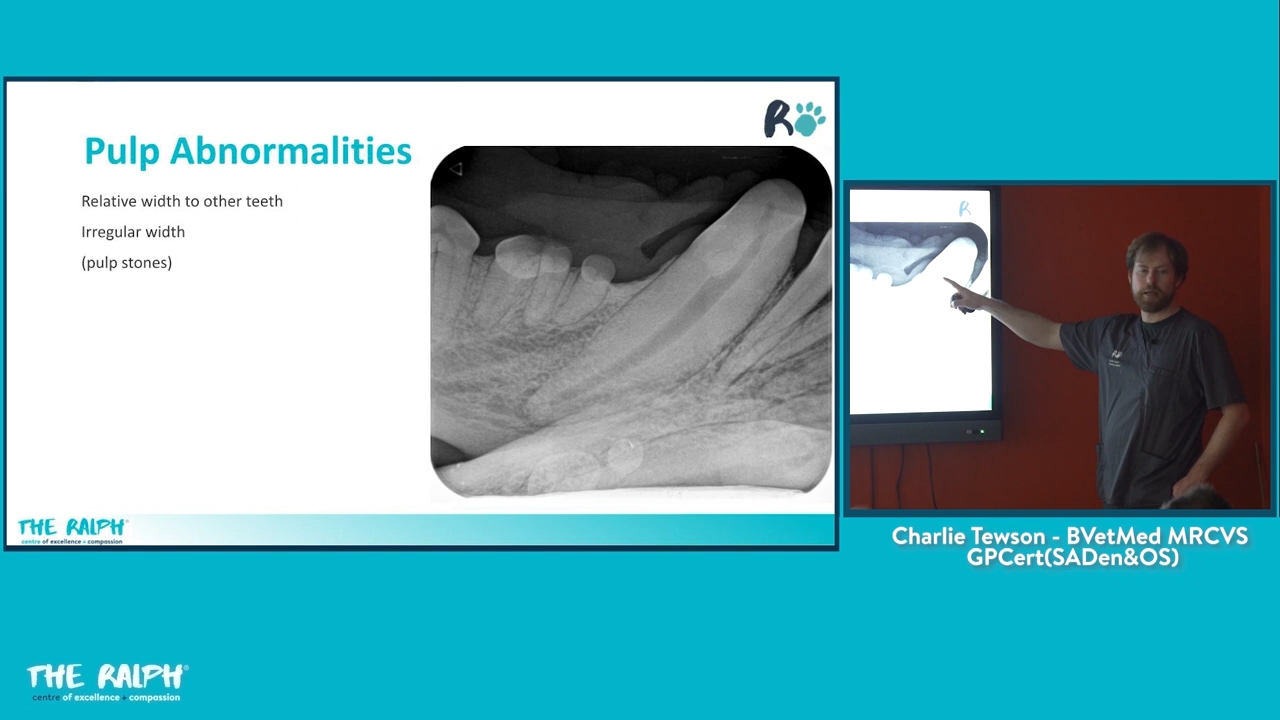 Pulp Abnormalities
Relative width to other teeth
Irregular width
(pulp stones)
R
THE RALPH®
centre of excellence + compassion
R
Charlie Tewson - BVetMed MRCVS
GPCert(SADen&OS)
THE RALPH®
centre of excellence + compassion